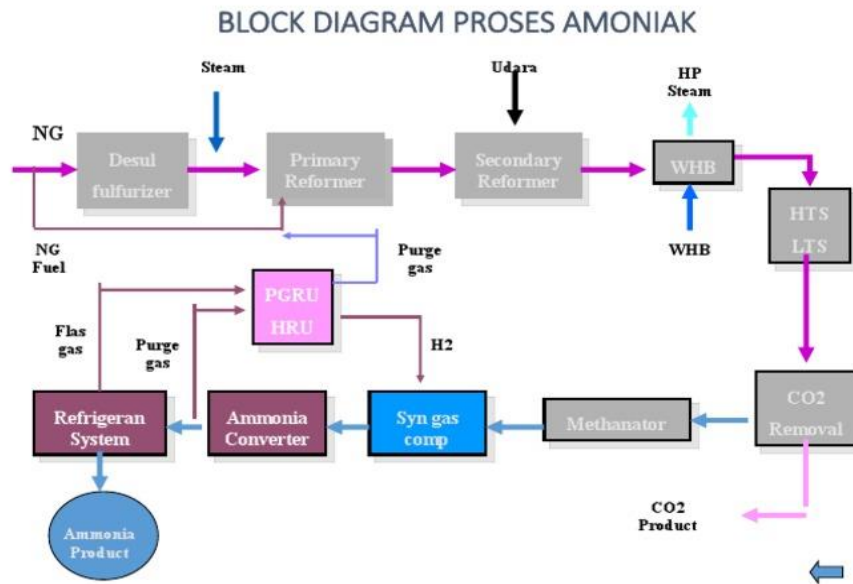 BLOCK DIAGRAM PROSES AMONIAK
Steam
Udara
HP
Steam
NG
Desul
fulfurizer
Primary
Reformer
Secondary
Reformer
WHB
HTS
LTS
NG
Fuel
Purge
gas
WHB
PGRU
HRU
Flas
gas
Purge
gas
H2
Refrigeran
System
Ammonia
Converter
Syn gas
comp
Methanator
CO2
Removal
Ammonia
Product
CO2
Product